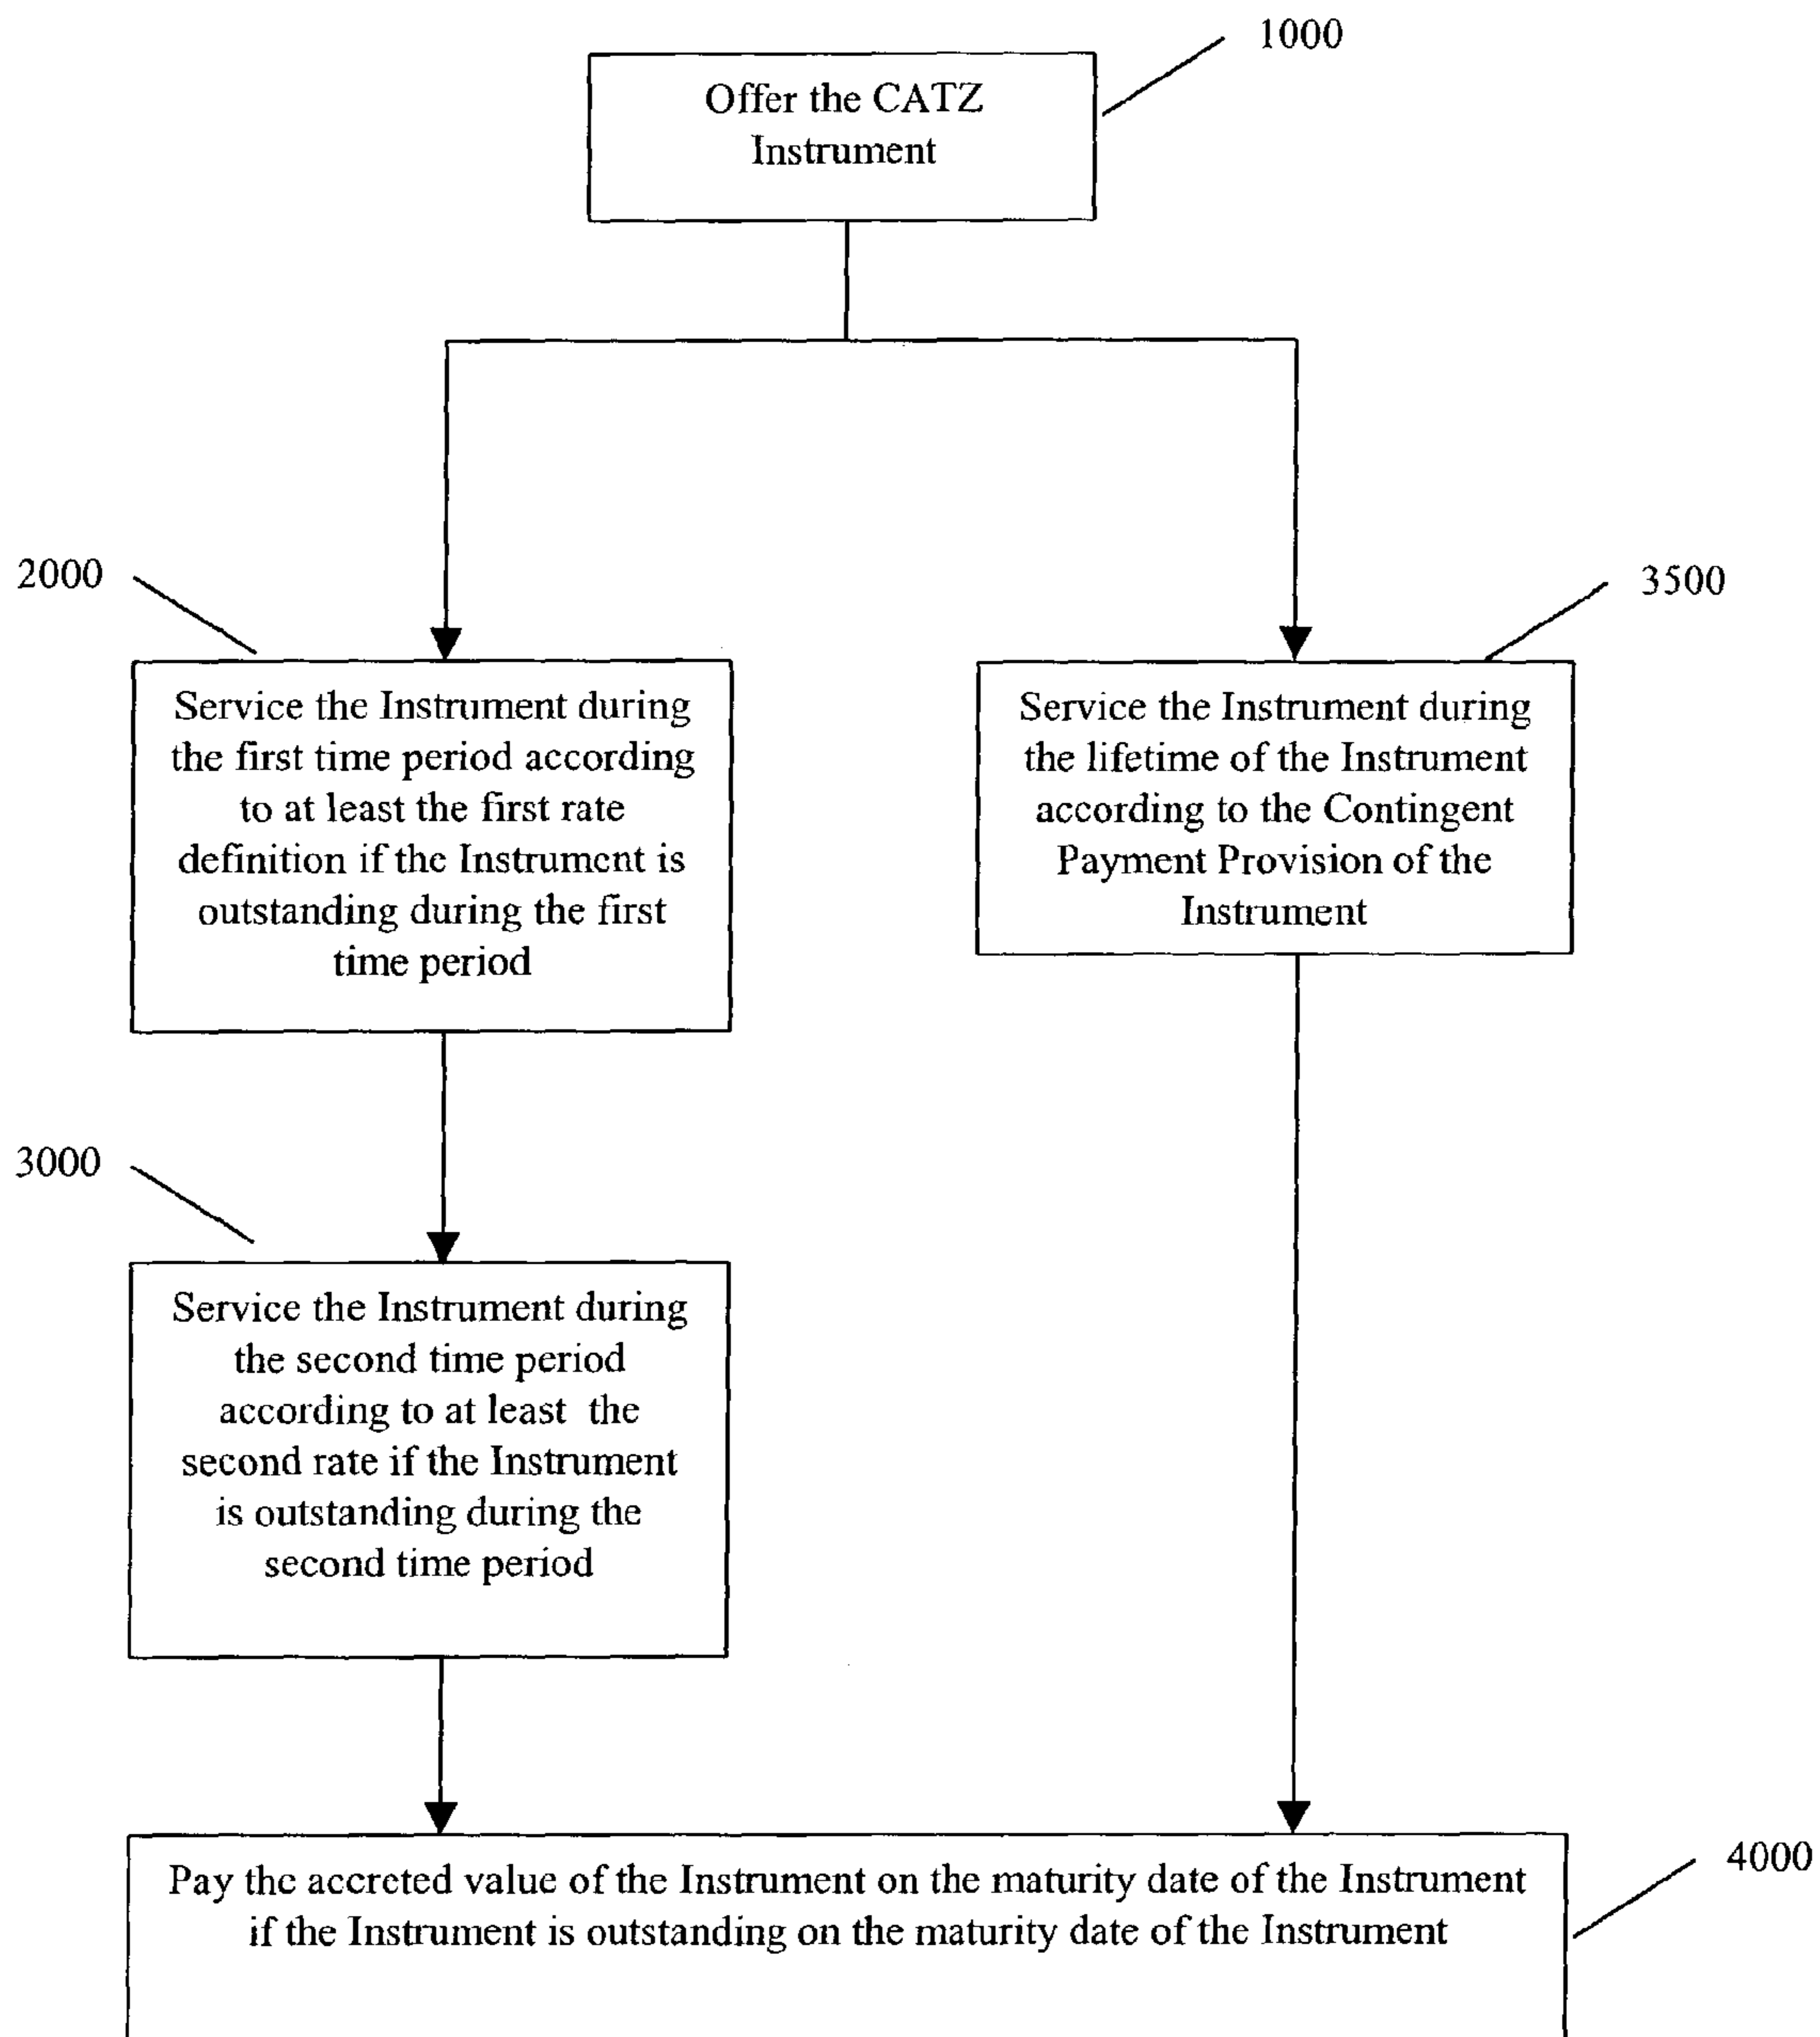 1000
Offer the CATZ
Instrument
2000
3500
Service the Instrument during
the first time period according
to at least the first rate
definition if the Instrument is
outstanding during the first
time period
Service the Instrument during
the lifetime of the Instrument
according to the Contingent
Payment Provision of the
Instrument
3000
Service the Instrument during
the second time period
according to at least the
second rate if the Instrument
is outstanding during the
second time period
4000
Pay the accreted value of the Instrument on the maturity date of the Instrument
if the Instrument is outstanding on the maturity date of the Instrument